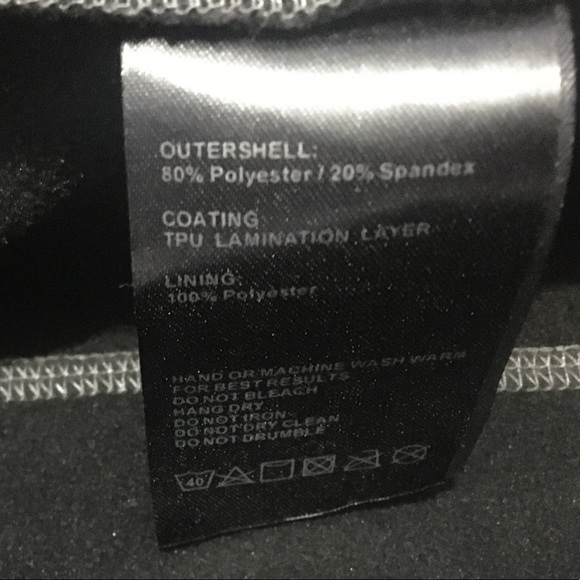 OUTERSHELL:
80% Polyester / 20% Spandex
COATING
TPU LAMINATION LAYER
LINING:
100% Polyester
HAND OR MACHINE WASH WARM
FOR BEST RESULTS
DO NOT BLEACH
HANG DRY
DO NOT IRON
DO NOT DRY CLEAN
DO NOT DRUMBLE
40